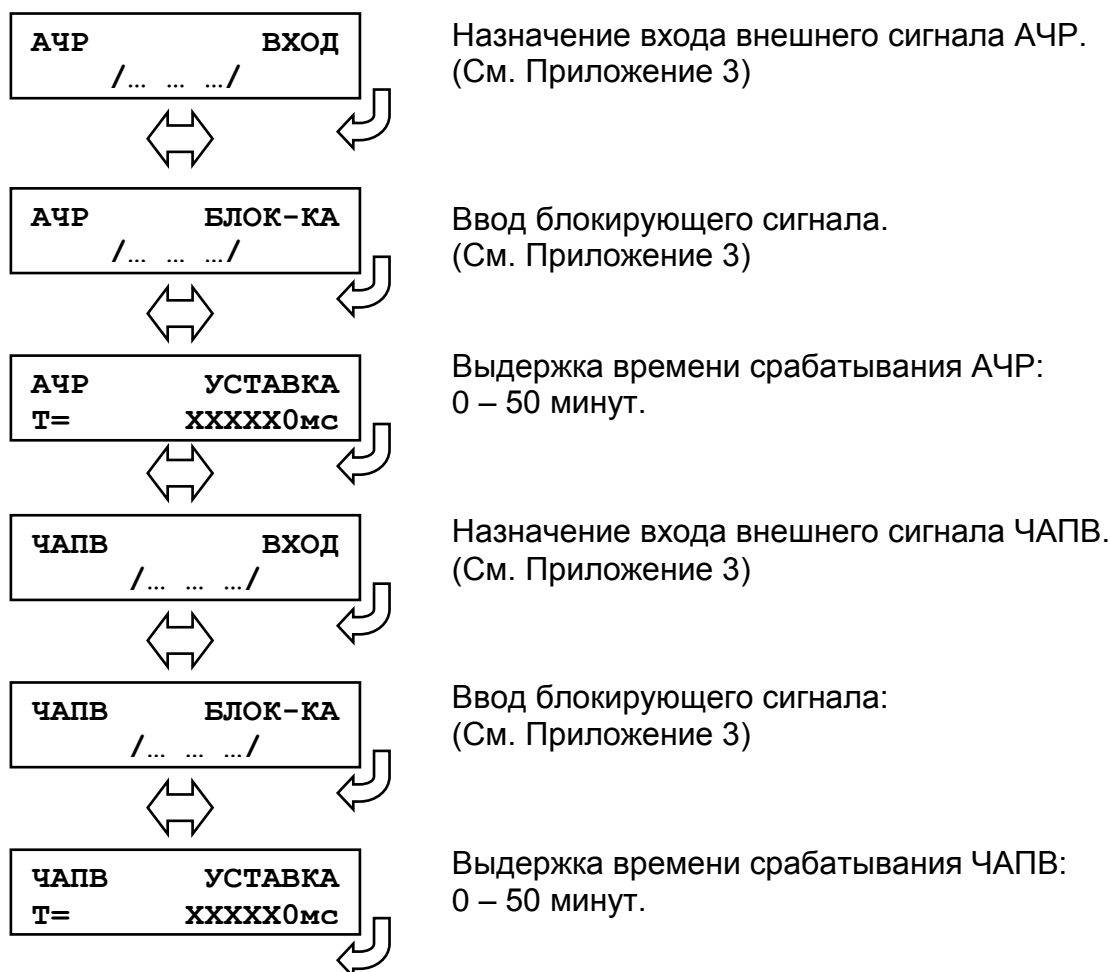 АЧР ВХОД
/… … …/
Назначение входа внешнего сигнала АЧР.
(См. Приложение 3)
АЧР БЛОК-КА
/… … …/
Ввод блокирующего сигнала.
(См. Приложение 3)
АЧР УСТАВКА
Т= ХХХХХ0мс
Выдержка времени срабатывания АЧР:
0 – 50 минут.
ЧАПВ ВХОД
/… … …/
Назначение входа внешнего сигнала ЧАПВ.
(См. Приложение 3)
ЧАПВ БЛОК-КА
/… … …/
Ввод блокирующего сигнала:
(См. Приложение 3)
ЧАПВ УСТАВКА
Т= ХХХХХ0мс
Выдержка времени срабатывания ЧАПВ:
0 – 50 минут.